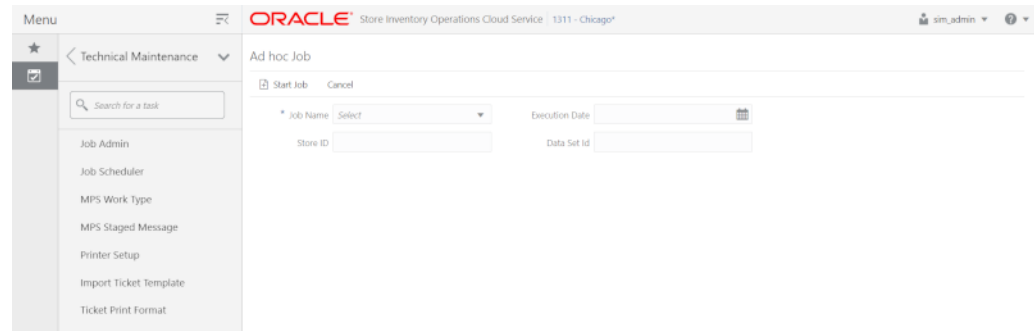 Menu
ORACLE® Store Inventory Operations Cloud Service 1311 - Chicago*
sim_admin
Technical Maintenance
Search for a task
Job Admin
Job Scheduler
MPS Work Type
MPS Staged Message
Printer Setup
Import Ticket Template
Ticket Print Format
Ad hoc Job
Start Job Cancel
* Job Name Select Execution Date
Store ID Data Set Id